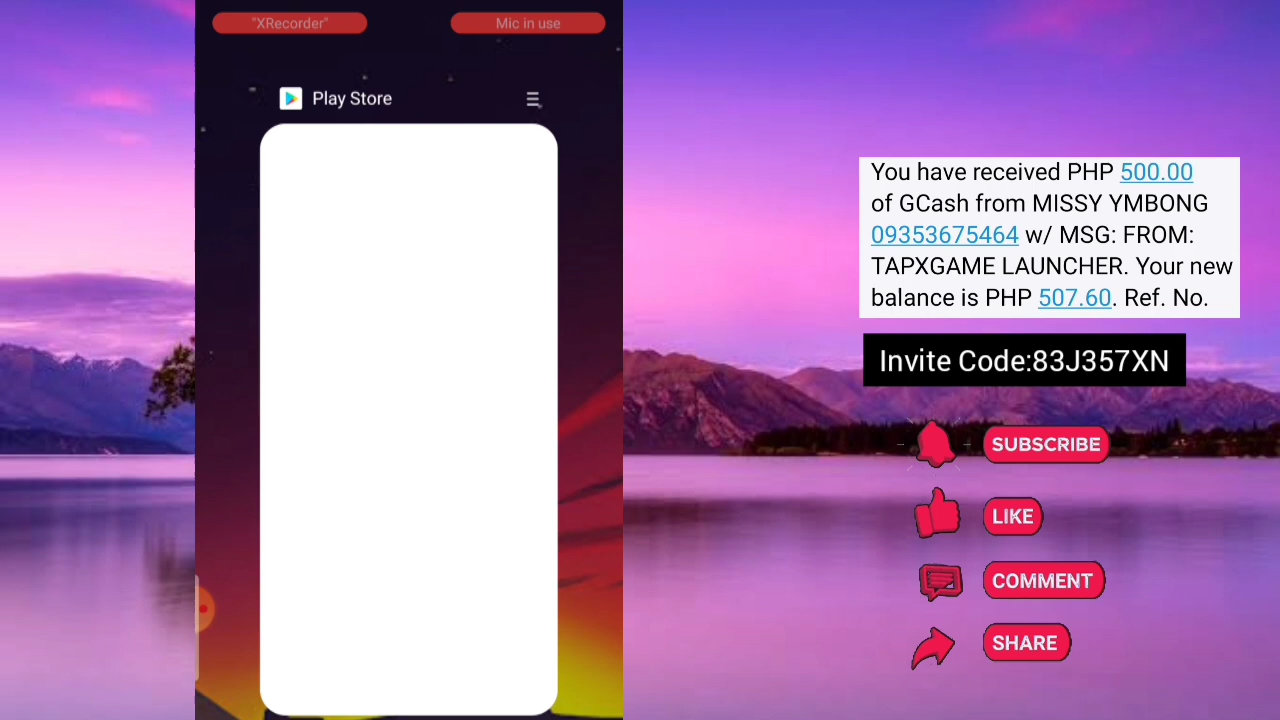 "XRecorder"
Mic in use
Play Store
You have received PHP 500.00
of GCash from MISSY YMBONG
09353675464 w/ MSG: FROM:
TAPXGAME LAUNCHER. Your new
balance is PHP 507.60. Ref. No.
Invite Code:83J357XN
SUBSCRIBE
LIKE
COMMENT
SHARE